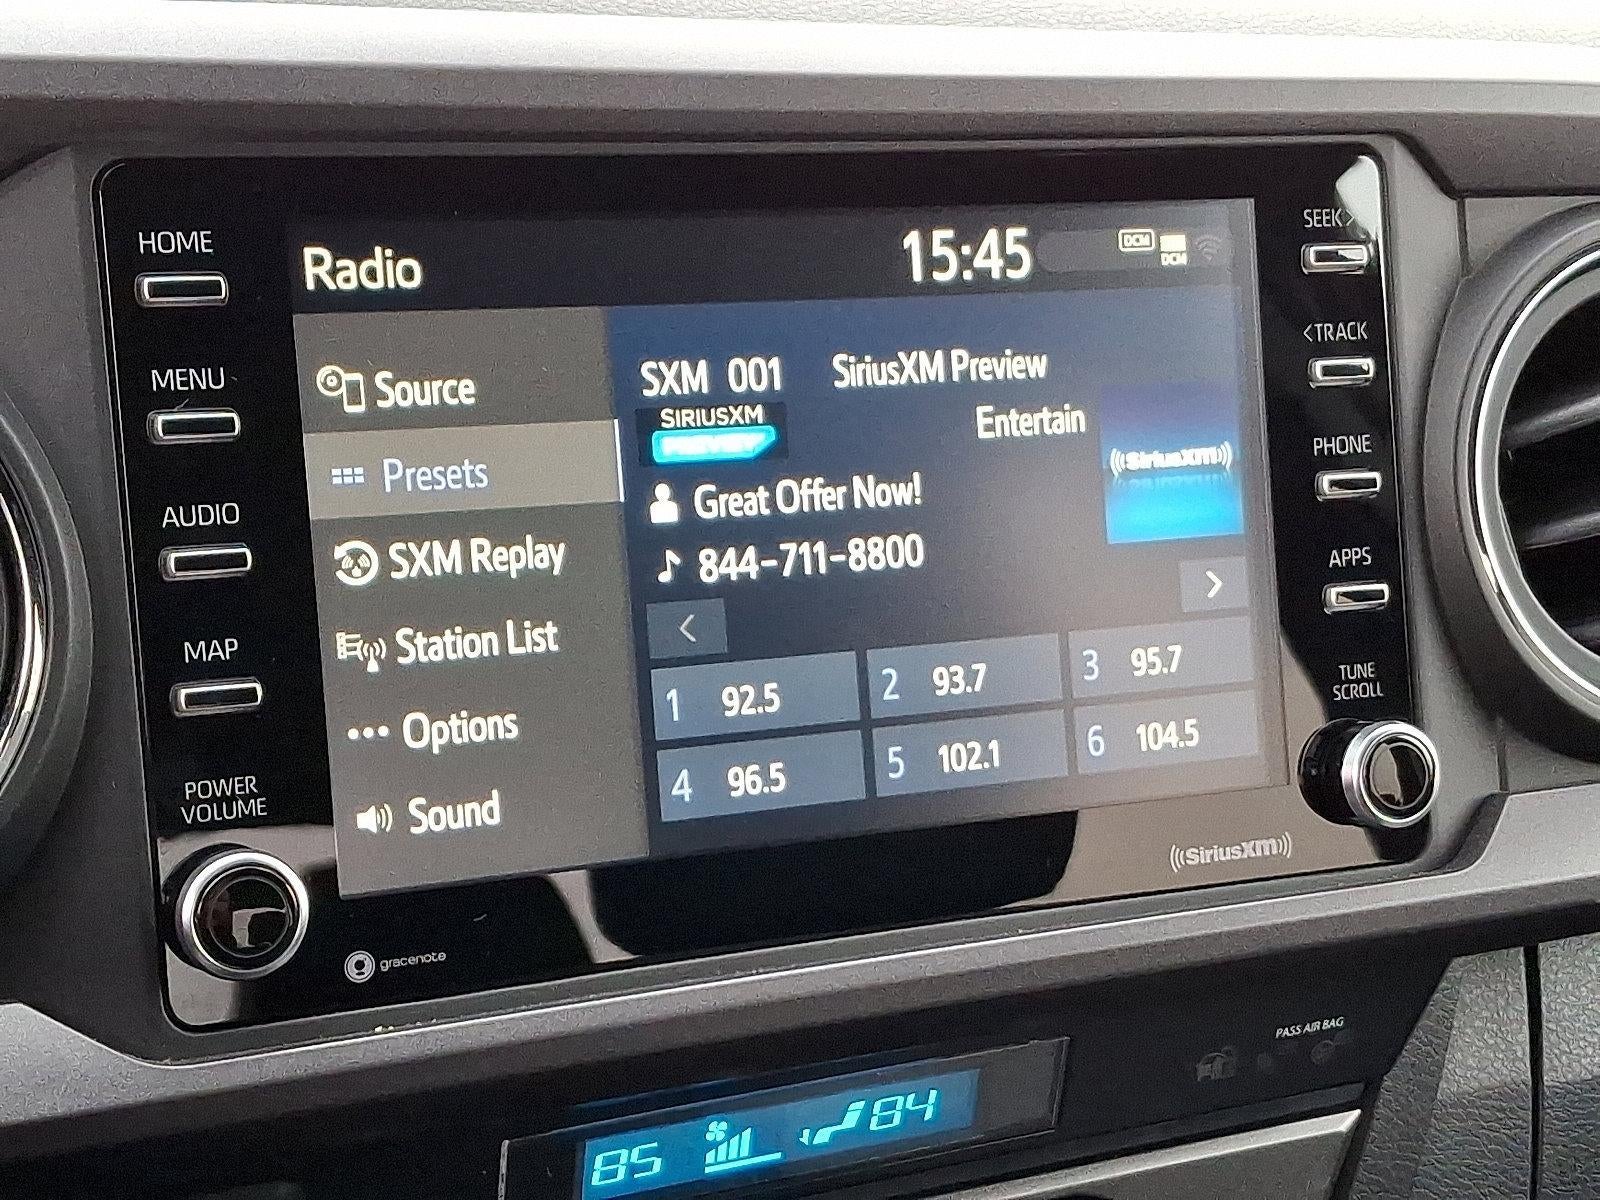 HOME
MENU
AUDIO
MAP
POWER
VOLUME
Radio
15:45
DCM
DCM
Source
Presets
SXM Replay
Station List
Options
Sound
SXM 001 SiriusXM Preview
SIRIUSXM
PREVIEW
Entertain
((SiriusXM))
Great Offer Now!
844-711-8800
<
>
1 92.5
2 93.7
3 95.7
4 96.5
5 102.1
6 104.5
SEEK >
< TRACK
PHONE
APPS
TUNE
SCROLL
gracenote
((SiriusXM))
PASS AIR BAG
85
84